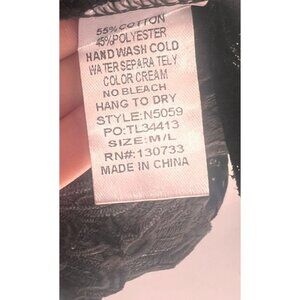 55% COTTON
45%POLYESTER
HAND WASH COLD
WATER SEPARA TELY
COLOR CREAM
NO BLEACH
HANG TO DRY
STYLE:N5059
PO:TL34413
SIZE: M/L
RN#:130733
MADE IN CHINA